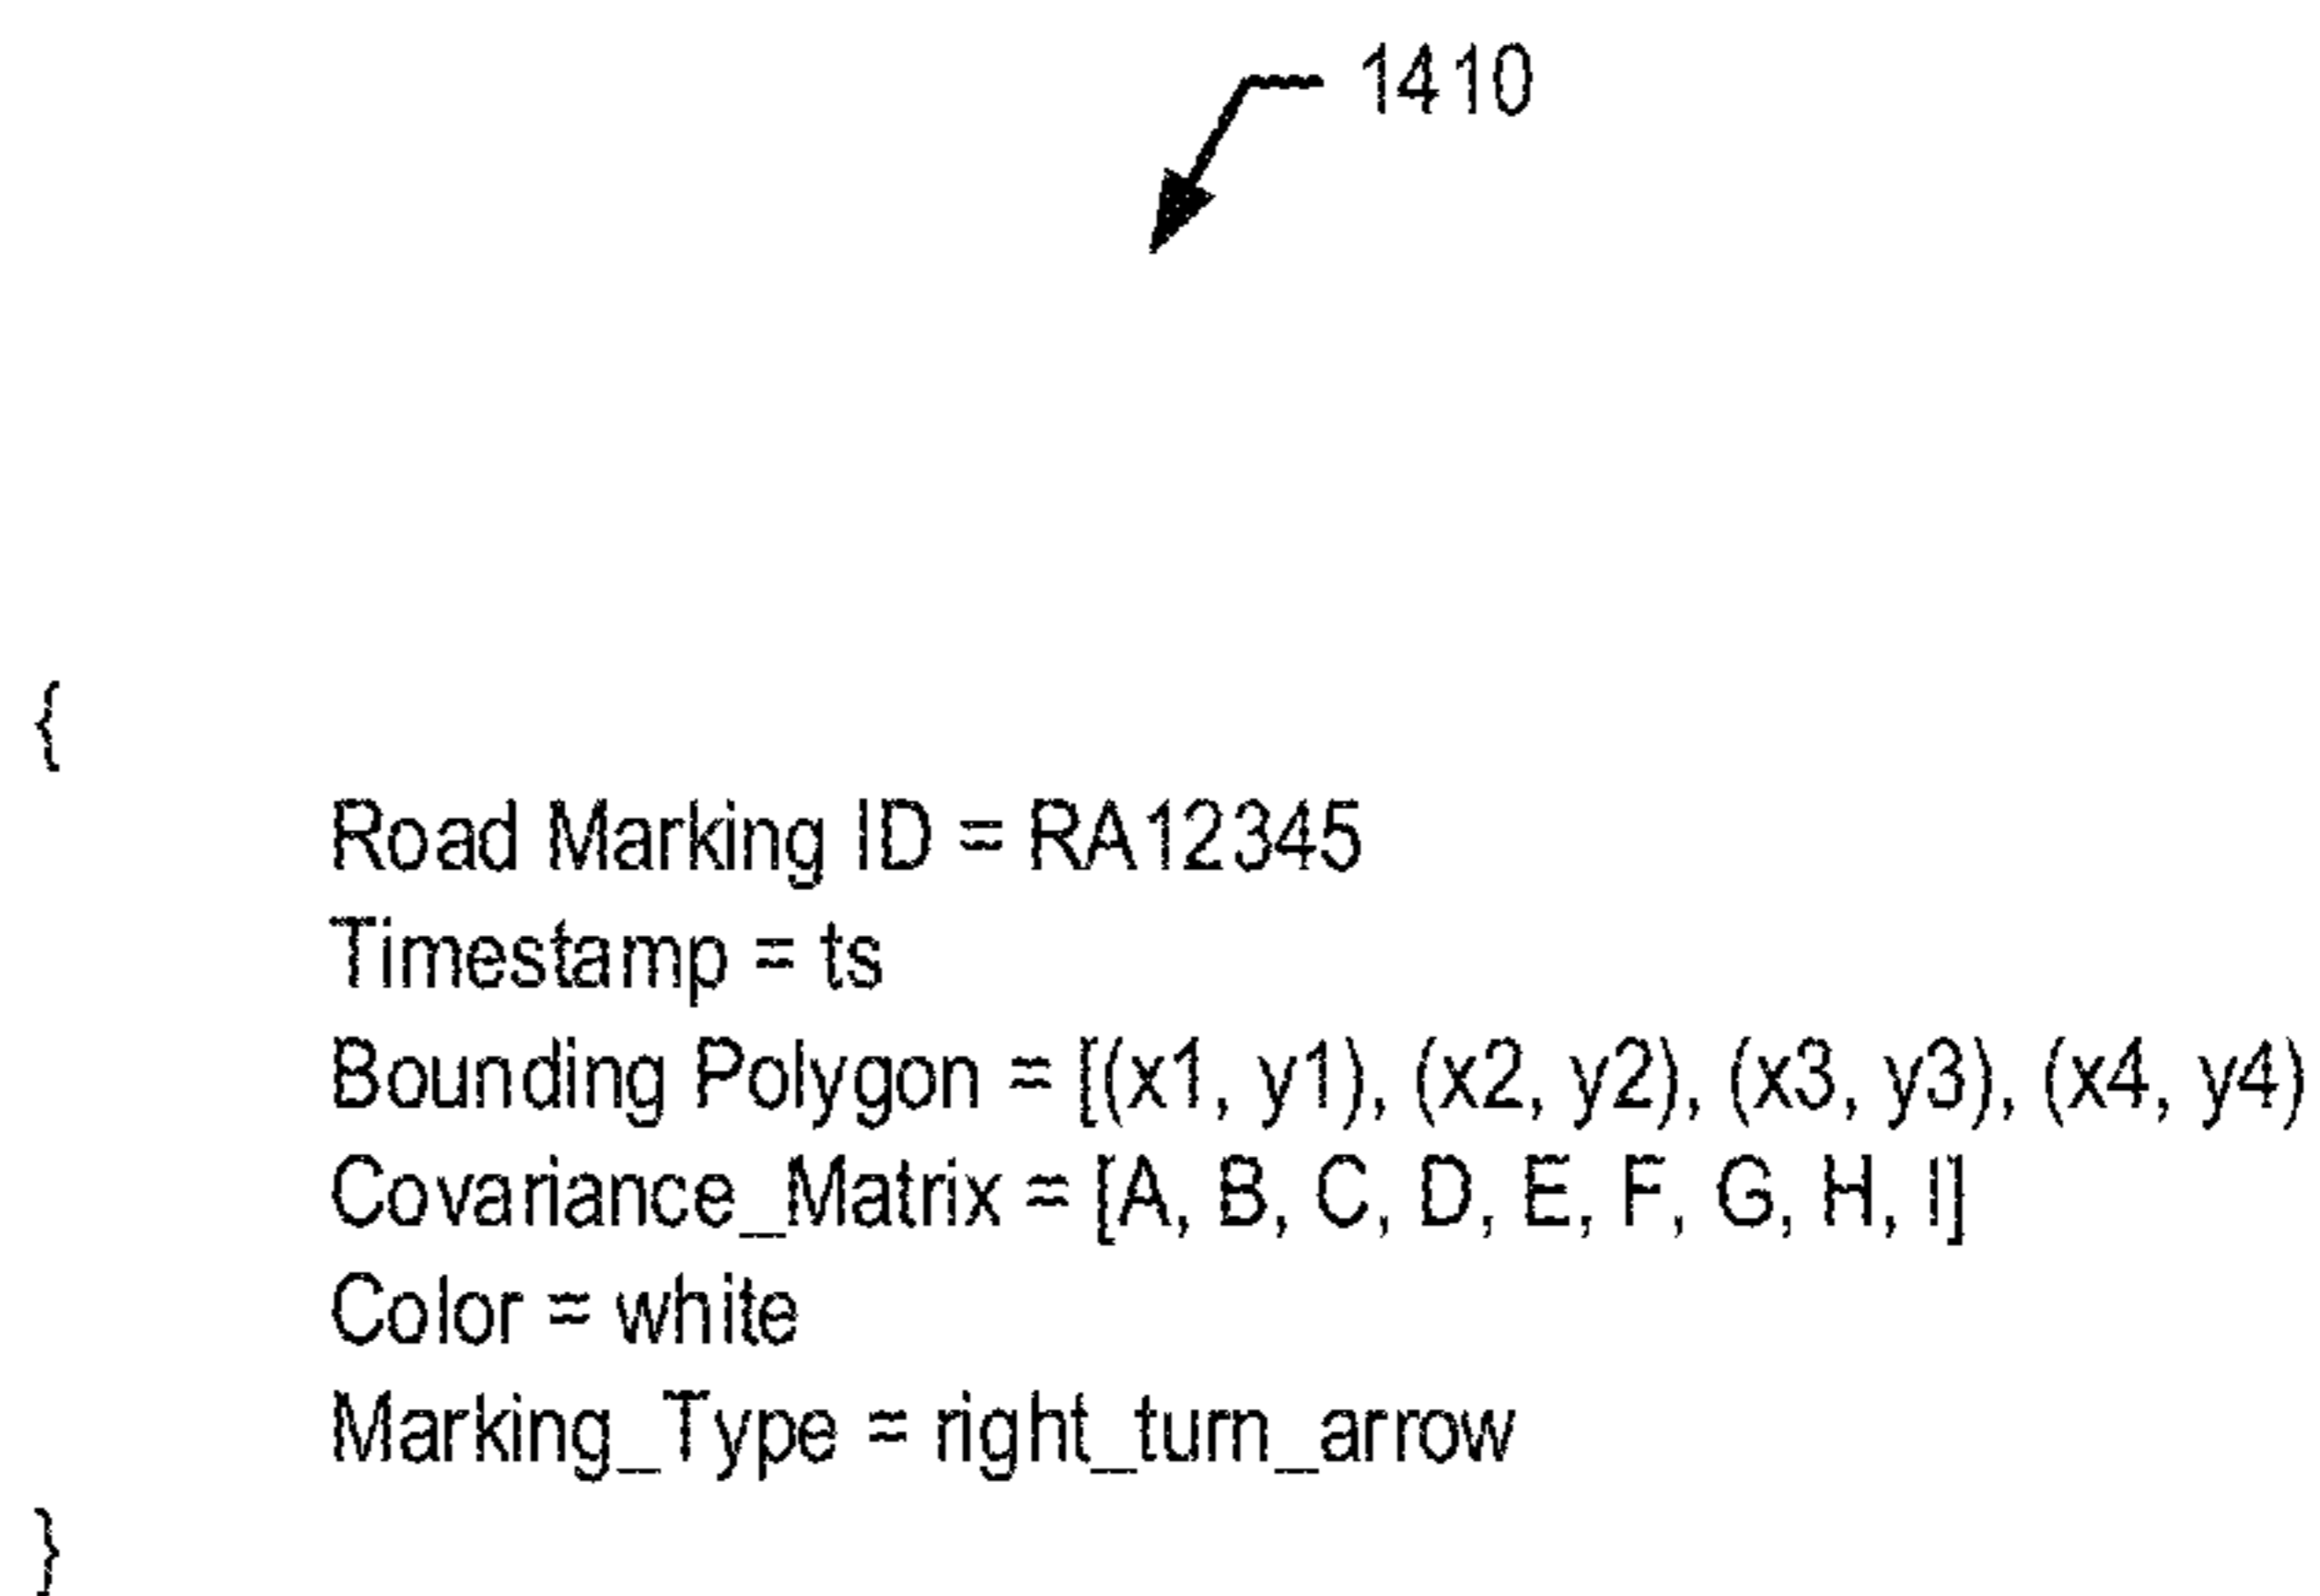 1410
{
Road Marking ID = RA12345
Timestamp = ts
Bounding Polygon = [(x1, y1), (x2, y2), (x3, y3), (x4, y4)
Covariance_Matrix = [A, B, C, D, E, F, G, H, I]
Color = white
Marking_Type = right_turn_arrow
}